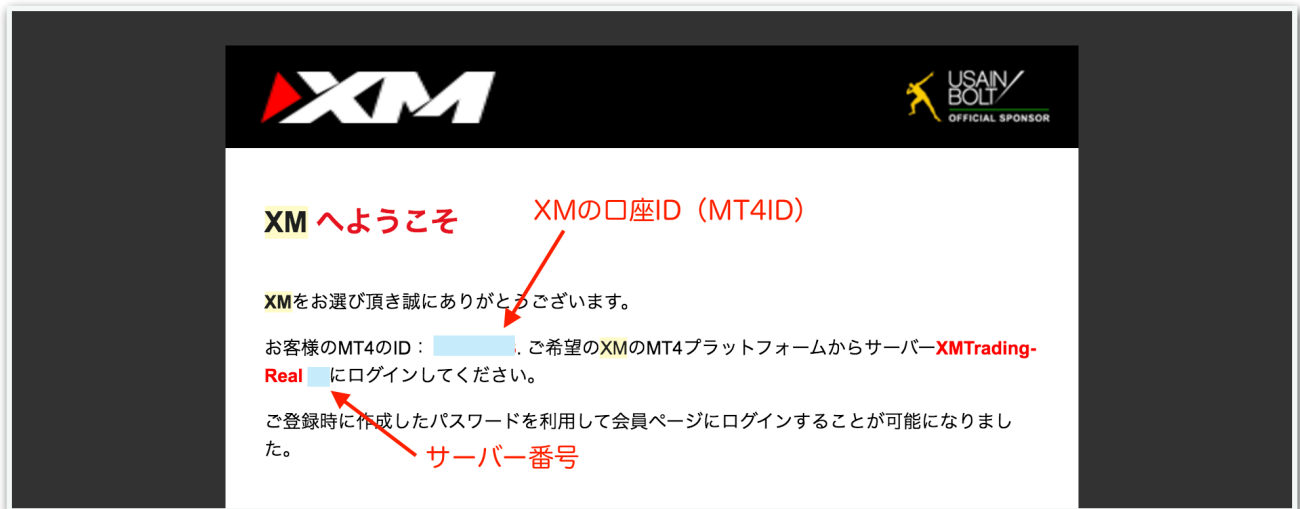 XM
USAIN
BOLT
OFFICIAL SPONSOR
XM へようこそ
XMの口座ID（MT4ID）
XMをお選び頂き誠にありがとうございます。
お客様のMT4のID： . ご希望のXMのMT4プラットフォームからサーバーXMTrading-
Real にログインしてください。
ご登録時に作成したパスワードを利用して会員ページにログインすることが可能になりまし
た。
サーバー番号